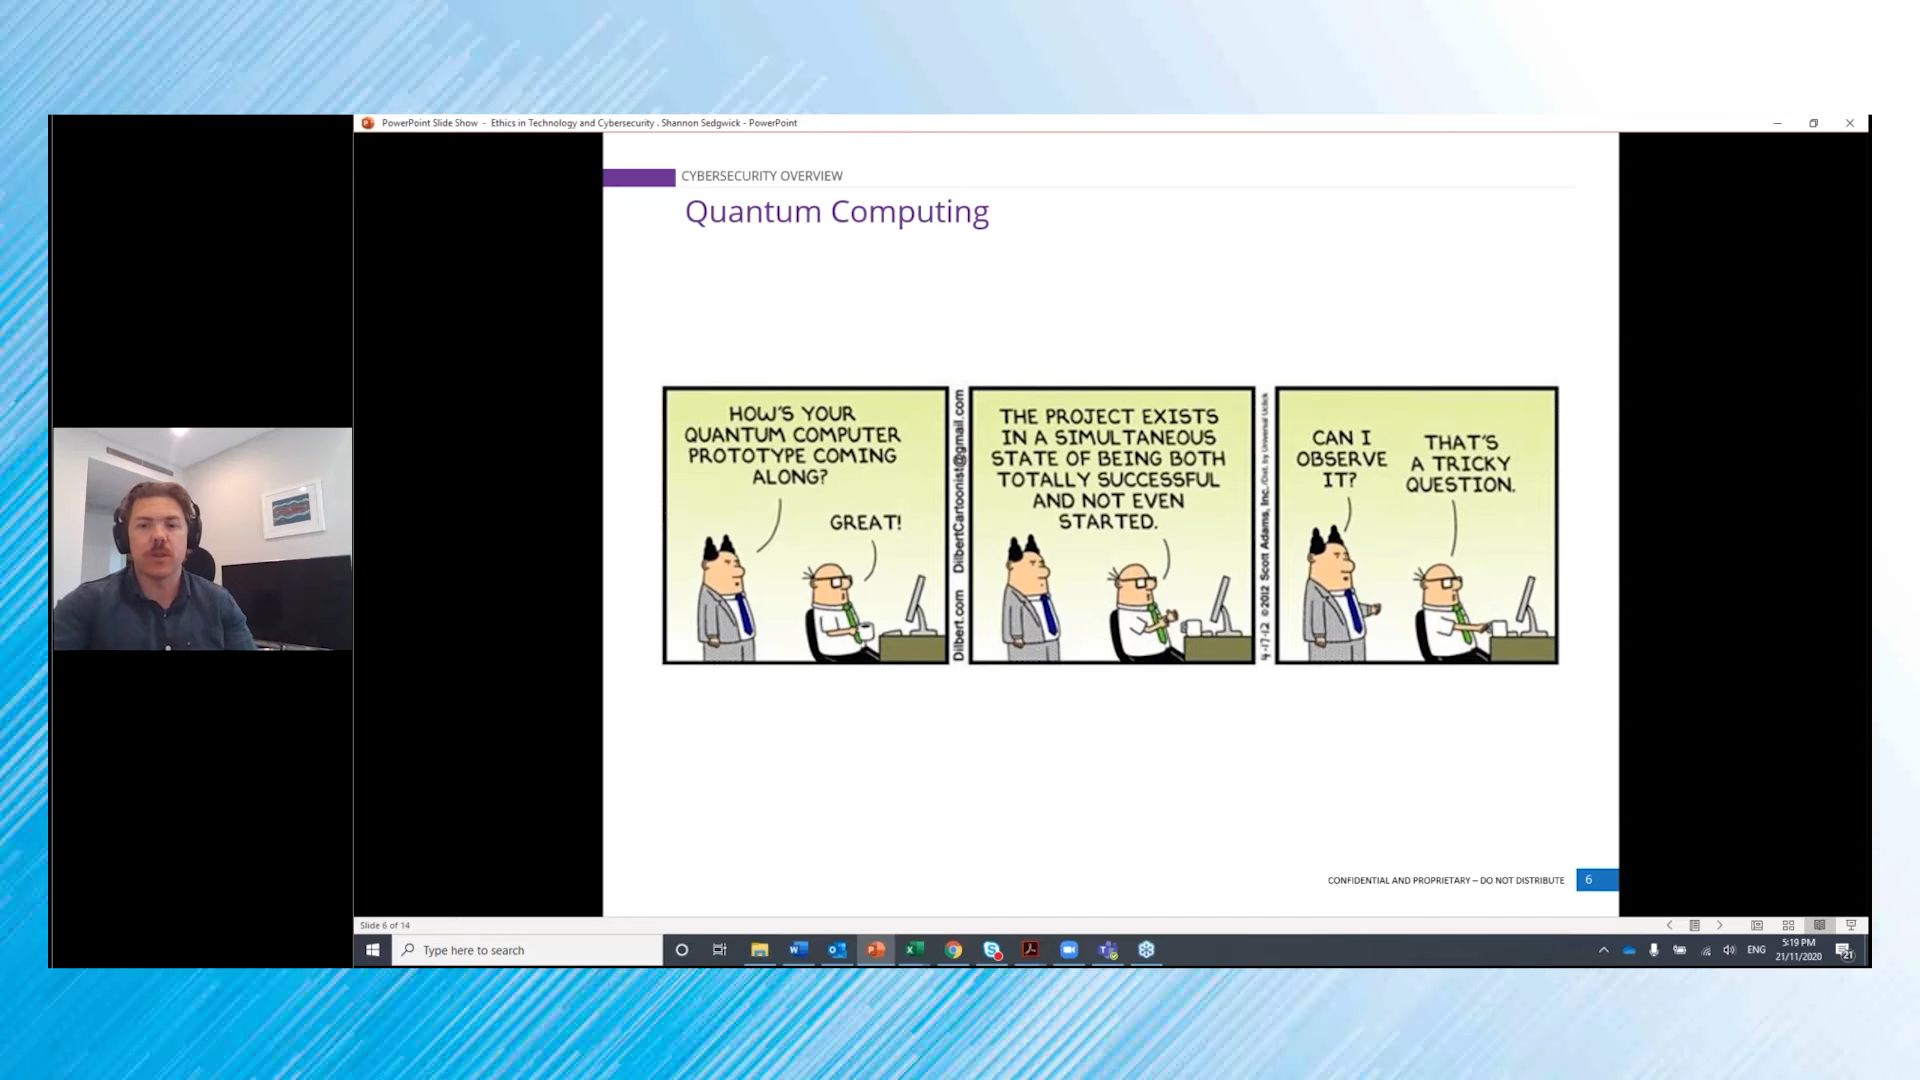 PowerPoint Slide Show - Ethics in Technology and Cybersecurity . Shannon Sedgwick - PowerPoint
CYBERSECURITY OVERVIEW
Quantum Computing
HOW'S YOUR
QUANTUM COMPUTER
PROTOTYPE COMING
ALONG?
GREAT!
Dilbert.com DilbertCartoonist@gmail.com
THE PROJECT EXISTS
IN A SIMULTANEOUS
STATE OF BEING BOTH
TOTALLY SUCCESSFUL
AND NOT EVEN
STARTED.
4-17-12 ©2012 Scott Adams, Inc. /Dist. by Universal Uclick
CAN I
OBSERVE
IT?
THAT'S
A TRICKY
QUESTION.
CONFIDENTIAL AND PROPRIETARY – DO NOT DISTRIBUTE
6
Slide 6 of 14
Type here to search
ENG
5:19 PM
21/11/2020
21